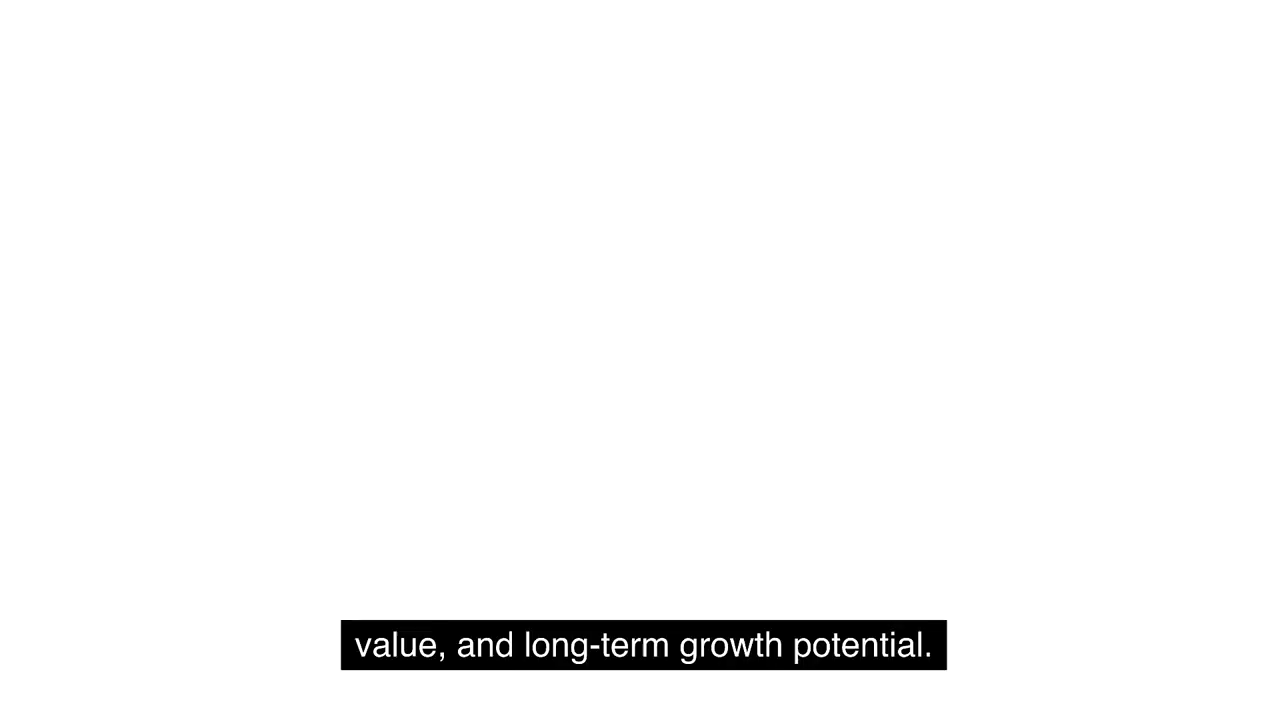 value, and long-term growth potential.